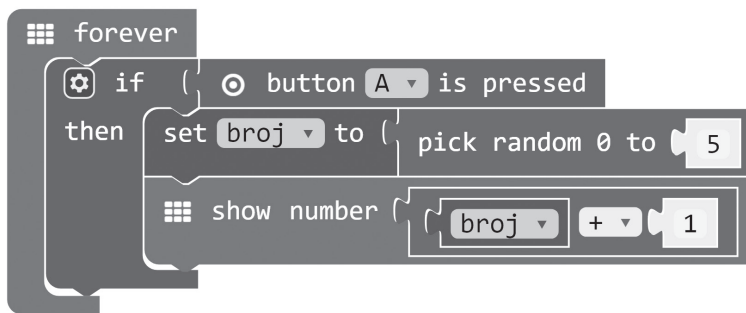 forever
if button A is pressed
then set broj to pick random 0 to 5
show number broj + 1